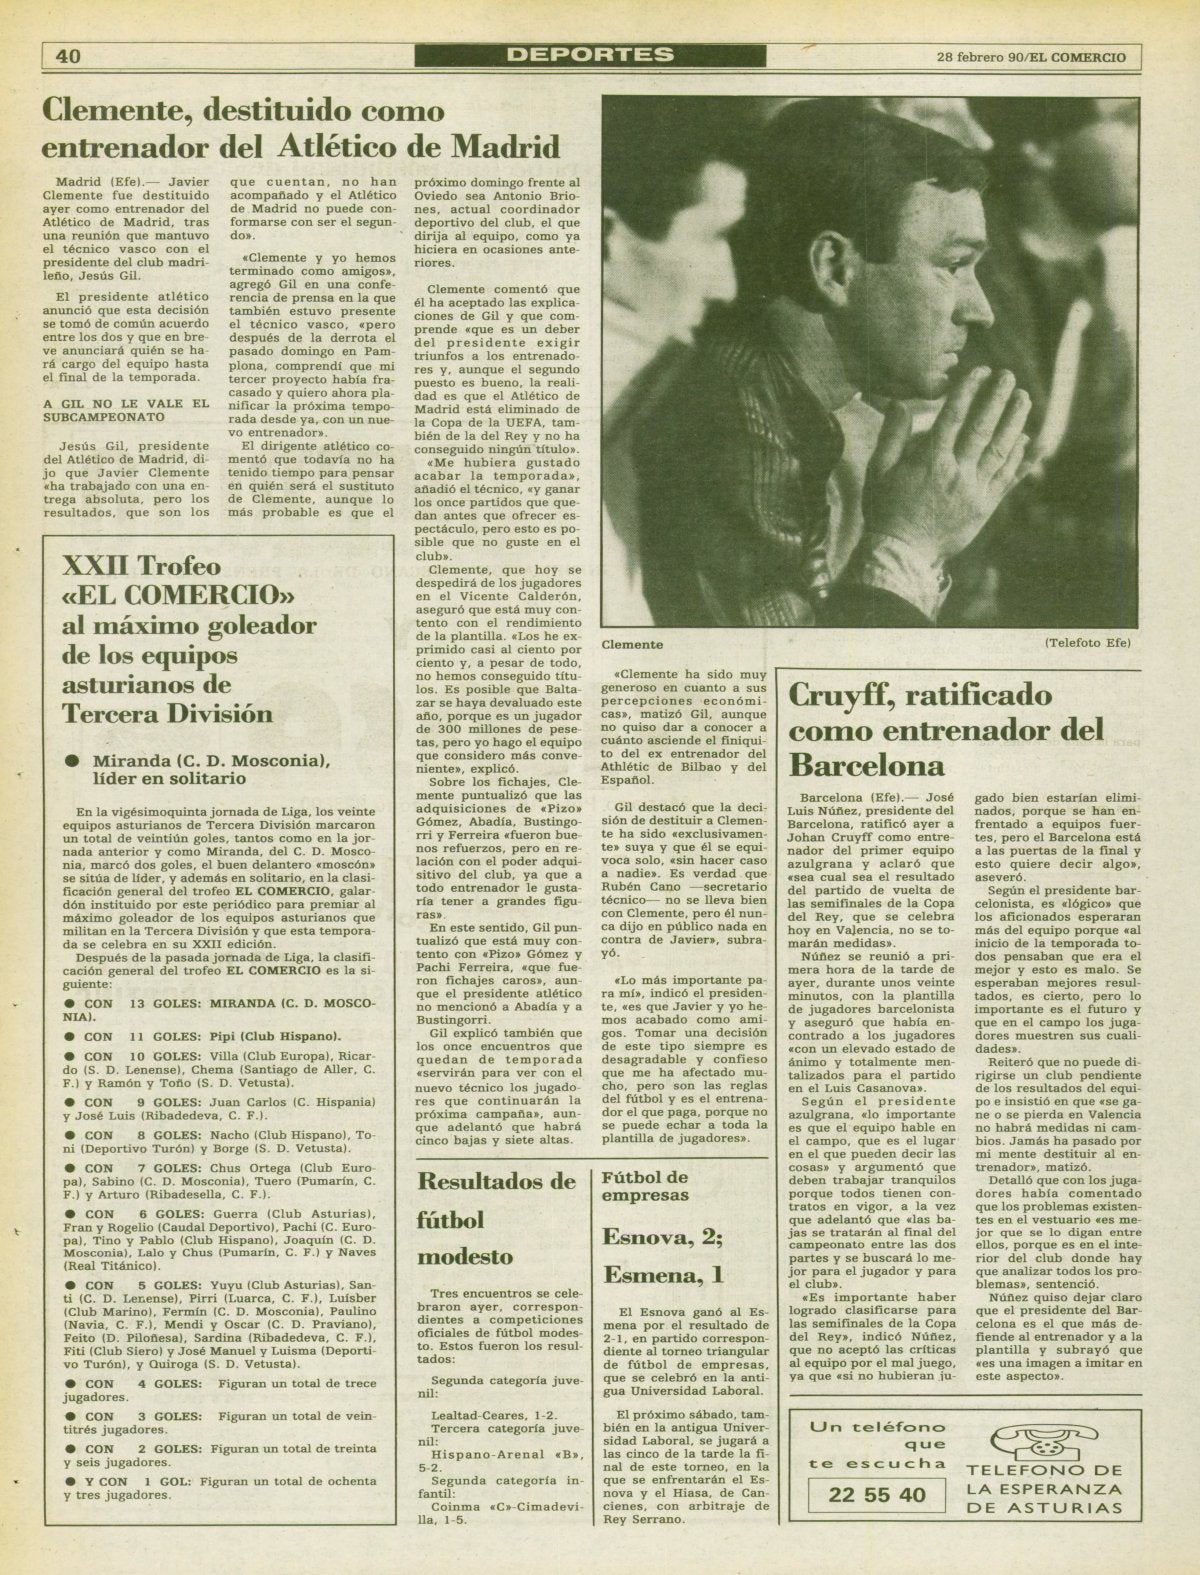 40
DEPORTES
28 febrero 90/EL COMERCIO
Clemente, destituido como
entrenador del Atlético de Madrid
Madrid (Efe).— Javier
Clemente fue destituido
ayer como entrenador del
Atlético de Madrid, tras
una reunión que mantuvo
el técnico vasco con el
presidente del club madri-
leño, Jesús Gil.
El presidente atlético
anunció que esta decisión
se tomó de común acuerdo
entre los dos y que en bre-
ve anunciará quién se ha-
rá cargo del equipo hasta
el final de la temporada.
A GIL NO LE VALE EL
SUBCAMPEONATO
Jesús Gil, presidente
del Atlético de Madrid, di-
jo que Javier Clemente
«ha trabajado con una en-
trega absoluta, pero los
resultados, que son los
que cuentan, no han
acompañado y el Atlético
de Madrid no puede con-
formarse con ser el segun-
do».
«Clemente y yo hemos
terminado como amigos»,
agregó Gil en una confe-
rencia de prensa en la que
también estuvo presente
el técnico vasco, «pero
después de la derrota el
pasado domingo en Pam-
plona, comprendí que mi
tercer proyecto había fra-
casado y quiero ahora pla-
nificar la próxima tempo-
rada desde ya, con un nue-
vo entrenador».
El dirigente atlético co-
mentó que todavía no ha
tenido tiempo para pensar
en quién será el sustituto
de Clemente, aunque lo
más probable es que el
próximo domingo frente al
Oviedo sea Antonio Brio-
nes, actual coordinador
deportivo del club, el que
dirija al equipo, como ya
hiciera en ocasiones ante-
riores.
Clemente comentó que
él ha aceptado las explica-
ciones de Gil y que com-
prende «que es un deber
del presidente exigir
triunfos a los entrenado-
res y, aunque el segundo
puesto es bueno, la reali-
dad es que el Atlético de
Madrid está eliminado de
la Copa de la UEFA, tam-
bién de la del Rey y no ha
conseguido ningún título».
«Me hubiera gustado
acabar la temporada»,
añadió el técnico, «y ganar
los once partidos que que-
dan antes que ofrecer es-
pectáculo, pero esto es po-
sible que no guste en el
club».
Clemente, que hoy se
despedirá de los jugadores
en el Vicente Calderón,
aseguró que está muy con-
tento con el rendimiento
de la plantilla. «Los he ex-
primido casi al ciento por
ciento y, a pesar de todo,
no hemos conseguido títu-
los. Es posible que Balta-
zar se haya devaluado este
año, porque es un jugador
de 300 millones de pese-
tas, pero yo hago el equipo
que considero más conve-
niente», explicó.
Sobre los fichajes, Cle-
mente puntualizó que las
adquisiciones de «Pizo»
Gómez, Abadía, Bustingo-
rri y Ferreira «fueron bue-
nos refuerzos, pero en re-
lación con el poder adqui-
sitivo del club, ya que a
todo entrenador le gusta-
ría tener a grandes figu-
ras».
En este sentido, Gil pun-
tualizó que está muy con-
tento con «Pizo» Gómez y
Pachi Ferreira, «que fue-
ron fichajes caros», aun-
que el presidente atlético
no mencionó a Abadía y a
Bustingorri.
Gil explicó también que
los once encuentros que
quedan de temporada
«servirán para ver con el
nuevo técnico los jugado-
res que continuarán la
próxima campaña», aun-
que adelantó que habrá
cinco bajas y siete altas.
Clemente
(Telefoto Efe)
«Clemente ha sido muy
generoso en cuanto a sus
percepciones económi-
cas», matizó Gil, aunque
no quiso dar a conocer a
cuánto asciende el finiqui-
to del ex entrenador del
Athlétic de Bilbao y del
Español.
Gil destacó que la deci-
sión de destituir a Clemen-
te ha sido «exclusivamen-
te» suya y que él se equi-
voca solo, «sin hacer caso
a nadie». Es verdad que
Rubén Cano —secretario
técnico— no se lleva bien
con Clemente, pero él nun-
ca dijo en público nada en
contra de Javier», subra-
yó.
«Lo más importante pa-
ra mí», indicó el presiden-
te, «es que Javier y yo he-
mos acabado como ami-
gos. Tomar una decisión
de este tipo siempre es
desagradable y confieso
que me ha afectado mu-
cho, pero son las reglas
del fútbol y es el entrena-
dor el que paga, porque no
se puede echar a toda la
plantilla de jugadores».
XXII Trofeo
«EL COMERCIO»
al máximo goleador
de los equipos
asturianos de
Tercera División
● Miranda (C. D. Mosconia),
líder en solitario
En la vigésimoquinta jornada de Liga, los veinte
equipos asturianos de Tercera División marcaron
un total de veintiún goles, tantos como en la jor-
nada anterior y como Miranda, del C. D. Mosco-
nia, marcó dos goles, el buen delantero «moscón»
se sitúa de líder, y además en solitario, en la clasi-
ficación general del trofeo EL COMERCIO, galar-
dón instituido por este periódico para premiar al
máximo goleador de los equipos asturianos que
militan en la Tercera División y que esta tempora-
da se celebra en su XXII edición.
Después de la pasada jornada de Liga, la clasifi-
cación general del trofeo EL COMERCIO es la si-
guiente:
● CON 13 GOLES: MIRANDA (C. D. MOSCO-
NIA).
● CON 11 GOLES: Pipi (Club Hispano).
● CON 10 GOLES: Villa (Club Europa), Ricar-
do (S. D. Lenense), Chema (Santiago de Aller, C.
F.) y Ramón y Toño (S. D. Vetusta).
● CON 9 GOLES: Juan Carlos (C. Hispania)
y José Luis (Ribadedeva, C. F.).
● CON 8 GOLES: Nacho (Club Hispano), To-
ni (Deportivo Turón) y Borge (S. D. Vetusta).
● CON 7 GOLES: Chus Ortega (Club Euro-
pa), Sabino (C. D. Mosconia), Tuero (Pumarín, C.
F.) y Arturo (Ribadesella, C. F.).
● CON 6 GOLES: Guerra (Club Asturias),
Fran y Rogelio (Caudal Deportivo), Pachi (C. Euro-
pa), Tino y Pablo (Club Hispano), Joaquín (C. D.
Mosconia), Lalo y Chus (Pumarín, C. F.) y Naves
(Real Titánico).
● CON 5 GOLES: Yuyu (Club Asturias), San-
ti (C. D. Lenense), Pirri (Luarca, C. F.), Luísber
(Club Marino), Fermín (C. D. Mosconia), Paulino
(Navia, C. F.), Mendi y Oscar (C. D. Praviano),
Feito (D. Piloñesa), Sardina (Ribadedeva, C. F.),
Fiti (Club Siero) y José Manuel y Luisma (Deporti-
vo Turón), y Quiroga (S. D. Vetusta).
● CON 4 GOLES: Figuran un total de trece
jugadores.
● CON 3 GOLES: Figuran un total de vein-
titrés jugadores.
● CON 2 GOLES: Figuran un total de treinta
y seis jugadores.
● Y CON 1 GOL: Figuran un total de ochenta
y tres jugadores.
Resultados de
fútbol
modesto
Tres encuentros se cele-
braron ayer, correspon-
dientes a competiciones
oficiales de fútbol modes-
to. Estos fueron los resul-
tados:
Segunda categoría juve-
nil:
Lealtad-Ceares, 1-2.
Tercera categoría juve-
nil:
Hispano-Arenal «B»,
5-2.
Segunda categoría in-
fantil:
Coinma «C»-Cimadevi-
lla, 1-5.
Fútbol de
empresas
Esnova, 2;
Esmena, 1
El Esnova ganó al Es-
mena por el resultado de
2-1, en partido correspon-
diente al torneo triangular
de fútbol de empresas,
que se celebró en la anti-
gua Universidad Laboral.
El próximo sábado, tam-
bién en la antigua Univer-
sidad Laboral, se jugará a
las cinco de la tarde la fi-
nal de este torneo, en la
que se enfrentarán el Es-
nova y el Hiasa, de Can-
cienes, con arbitraje de
Rey Serrano.
Cruyff, ratificado
como entrenador del
Barcelona
Barcelona (Efe).— José
Luis Núñez, presidente del
Barcelona, ratificó ayer a
Johan Cruyff como entre-
nador del primer equipo
azulgrana y aclaró que
«sea cual sea el resultado
del partido de vuelta de
las semifinales de la Copa
del Rey, que se celebra
hoy en Valencia, no se to-
marán medidas».
Núñez se reunió a pri-
mera hora de la tarde de
ayer, durante unos veinte
minutos, con la plantilla
de jugadores barcelonista
y aseguró que había en-
contrado a los jugadores
«con un elevado estado de
ánimo y totalmente men-
talizados para el partido
en el Luis Casanova».
Según el presidente
azulgrana, «lo importante
es que el equipo hable en
el campo, que es el lugar
en el que pueden decir las
cosas» y argumentó que
deben trabajar tranquilos
porque todos tienen con-
tratos en vigor, a la vez
que adelantó que «las ba-
jas se tratarán al final del
campeonato entre las dos
partes y se buscará lo me-
jor para el jugador y para
el club».
«Es importante haber
logrado clasificarse para
las semifinales de la Copa
del Rey», indicó Núñez,
que no aceptó las críticas
al equipo por el mal juego,
ya que «si no hubieran ju-
gado bien estarían elimi-
nados, porque se han en-
frentado a equipos fuer-
tes, pero el Barcelona está
a las puertas de la final y
esto quiere decir algo»,
aseveró.
Según el presidente bar-
celonista, es «lógico» que
los aficionados esperaran
más del equipo porque «al
inicio de la temporada to-
dos pensaban que era el
mejor y esto es malo. Se
esperaban mejores resul-
tados, es cierto, pero lo
importante es el futuro y
que en el campo los juga-
dores muestren sus cuali-
dades».
Reiteró que no puede di-
rigirse un club pendiente
de los resultados del equi-
po e insistió en que «se ga-
ne o se pierda en Valencia
no habrá medidas ni cam-
bios. Jamás ha pasado por
mi mente destituir al en-
trenador», matizó.
Detalló que con los juga-
dores había comentado
que los problemas existen-
tes en el vestuario «es me-
jor que se lo digan entre
ellos, porque es en el inte-
rior del club donde hay
que analizar todos los pro-
blemas», sentenció.
Núñez quiso dejar claro
que el presidente del Bar-
celona es el que más de-
fiende al entrenador y a la
plantilla y subrayó que
«es una imagen a imitar en
este aspecto».
Un teléfono
que
te escucha
22 55 40
TELEFONO DE
LA ESPERANZA
DE ASTURIAS